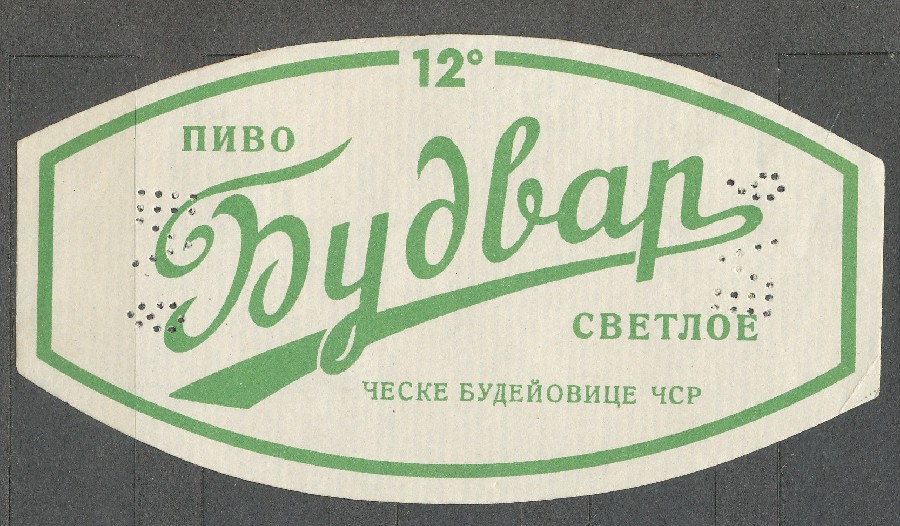 12°
ПИВО
Будвар
СВЕТЛОЕ
ЧЕСКЕ БУДЕЙОВИЦЕ ЧСР